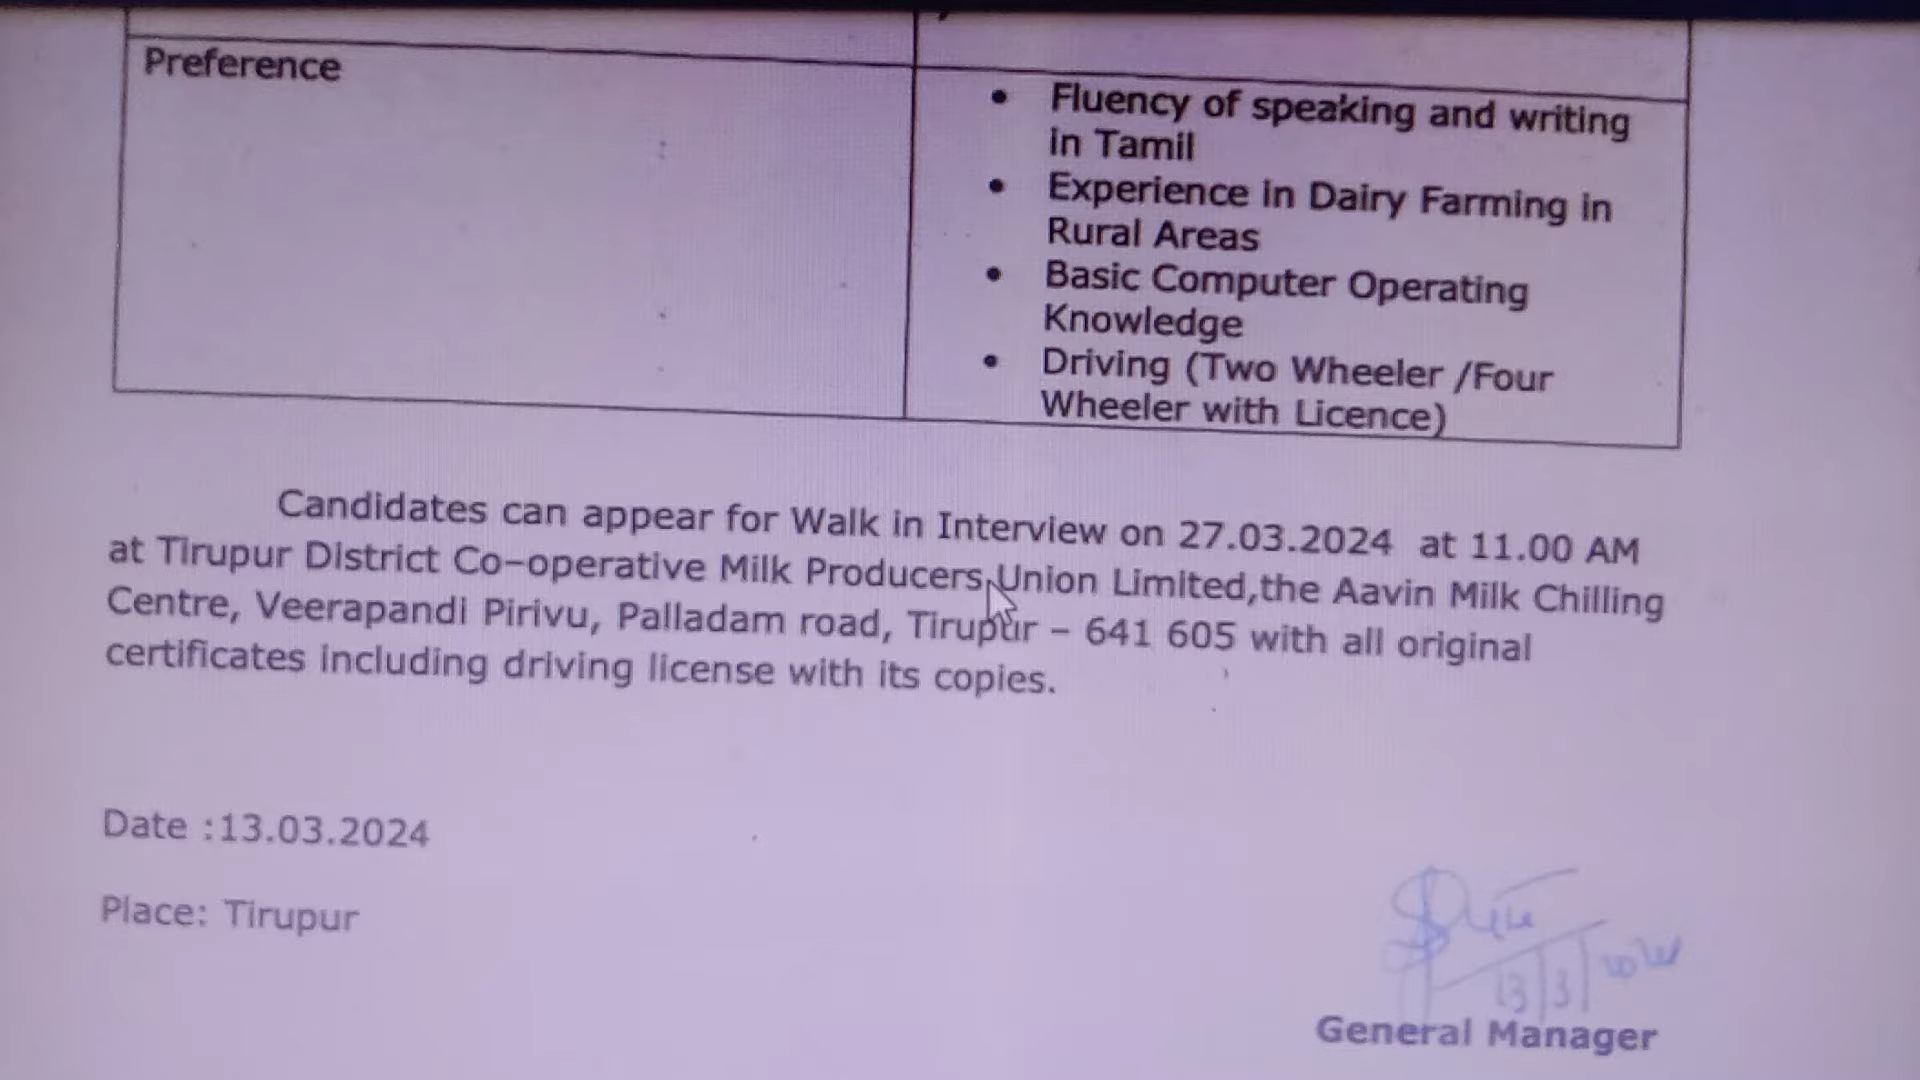 Preference
• Fluency of speaking and writing
in Tamil
• Experience in Dairy Farming in
Rural Areas
• Basic Computer Operating
Knowledge
• Driving (Two Wheeler /Four
Wheeler with Licence)
Candidates can appear for Walk in Interview on 27.03.2024 at 11.00 AM
at Tirupur District Co-operative Milk Producers Union Limited,the Aavin Milk Chilling
Centre, Veerapandi Pirivu, Palladam road, Tirupur – 641 605 with all original
certificates including driving license with its copies.
Date :13.03.2024
Place: Tirupur
13/3/
General Manager